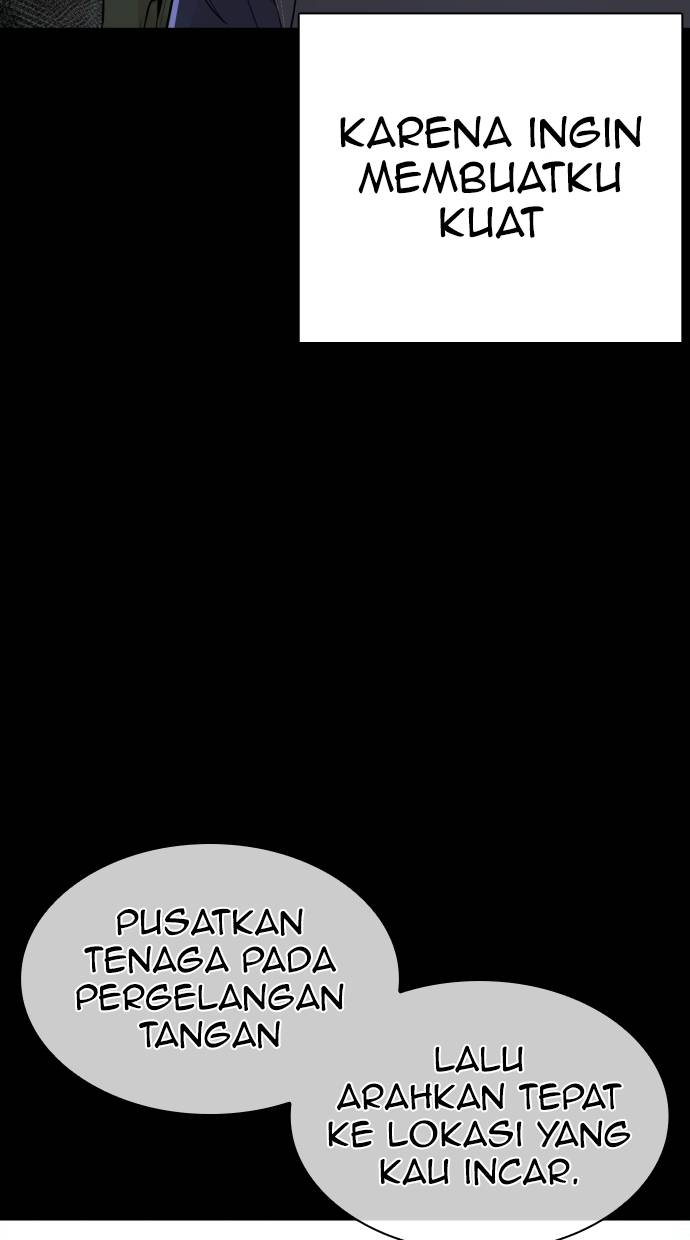 KARENA INGIN
MEMBUATKU
KUAT
PUSATKAN
TENAGA PADA
PERGELANGAN
TANGAN
LALU
ARAHKAN TEPAT
KE LOKASI YANG
KAU INCAR.